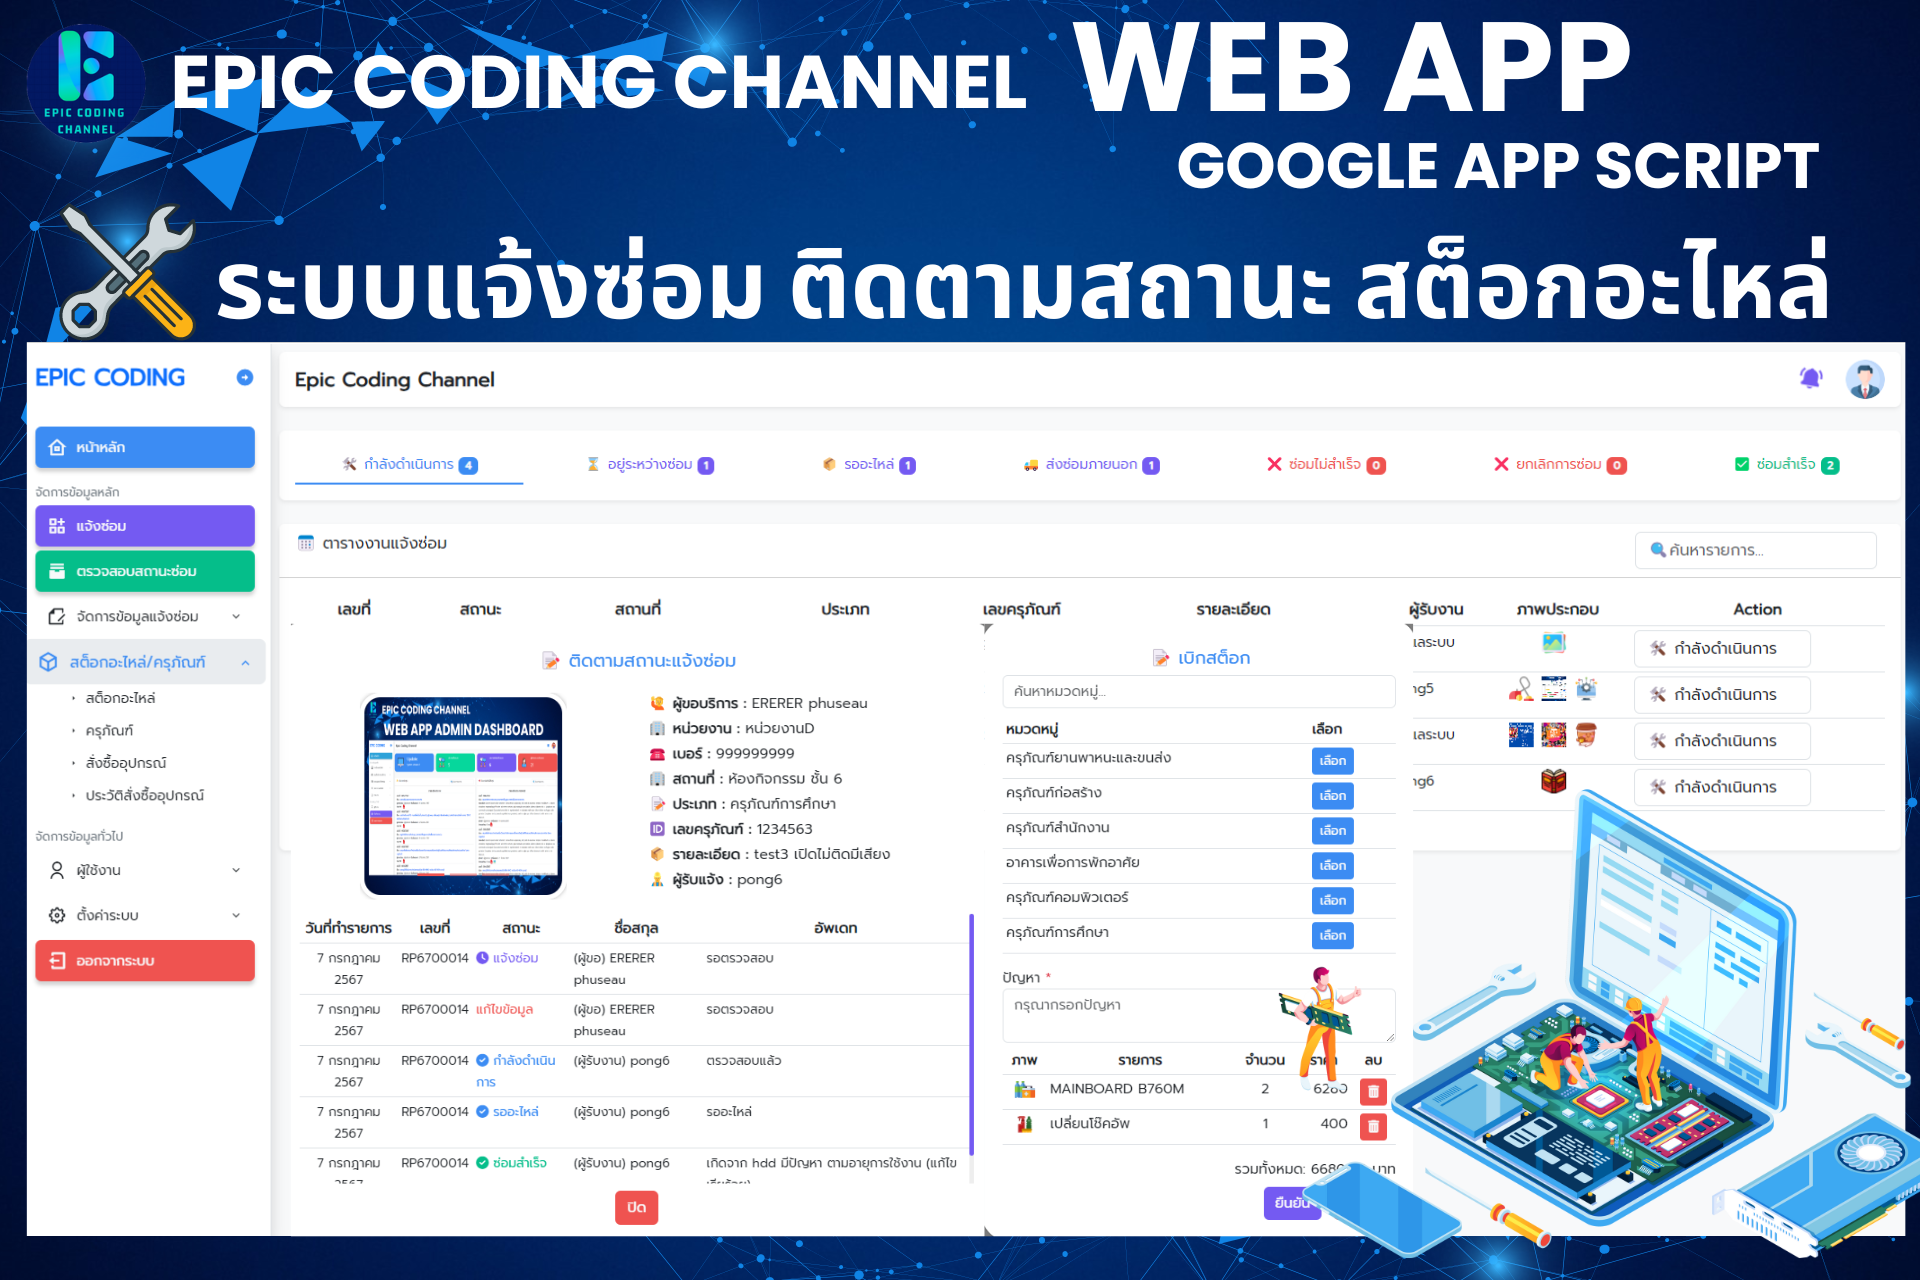 EPIC CODING CHANNEL
EPIC CODING CHANNEL
WEB APP
GOOGLE APP SCRIPT
ระบบแจ้งซ่อม ติดตามสถานะ สต็อกอะไหล่
EPIC CODING
หน้าหลัก
จัดการข้อมูลหลัก
แจ้งซ่อม
ตรวจสอบสถานะซ่อม
จัดการข้อมูลแจ้งซ่อม
สต็อกอะไหล่/ครุภัณฑ์
สต็อกอะไหล่
ครุภัณฑ์
สั่งซื้ออุปกรณ์
ประวัติสั่งซื้ออุปกรณ์
จัดการข้อมูลทั่วไป
ผู้ใช้งาน
ตั้งค่าระบบ
ออกจากระบบ
Epic Coding Channel
กำลังดำเนินการ 4
อยู่ระหว่างซ่อม 1
รออะไหล่ 1
ส่งซ่อมภายนอก 1
ซ่อมไม่สำเร็จ 0
ยกเลิกการซ่อม 0
ซ่อมสำเร็จ 2
ตารางงานแจ้งซ่อม
ค้นหารายการ...
เลขที่ สถานะ สถานที่ ประเภท เลขครุภัณฑ์ รายละเอียด ผู้รับงาน ภาพประกอบ Action
แลระบบ กำลังดำเนินการ
ng5 กำลังดำเนินการ
แลระบบ กำลังดำเนินการ
ng6 กำลังดำเนินการ
ติดตามสถานะแจ้งซ่อม
EPIC CODING CHANNEL
WEB APP ADMIN DASHBOARD
ผู้ขอบริการ : ERERER phuseau
หน่วยงาน : หน่วยงานD
เบอร์ : 999999999
สถานที่ : ห้องกิจกรรม ชั้น 6
ประเภท : ครุภัณฑ์การศึกษา
ID เลขครุภัณฑ์ : 1234563
รายละเอียด : test3 เปิดไม่ติดมีเสียง
ผู้รับแจ้ง : pong6
วันที่ทำรายการ เลขที่ สถานะ ชื่อสกุล อัพเดท
7 กรกฎาคม 2567 RP6700014 แจ้งซ่อม (ผู้ขอ) ERERER phuseau รอตรวจสอบ
7 กรกฎาคม 2567 RP6700014 แก้ไขข้อมูล (ผู้ขอ) ERERER phuseau รอตรวจสอบ
7 กรกฎาคม 2567 RP6700014 กำลังดำเนินการ (ผู้รับงาน) pong6 ตรวจสอบแล้ว
7 กรกฎาคม 2567 RP6700014 รออะไหล่ (ผู้รับงาน) pong6 รออะไหล่
7 กรกฎาคม 2567 RP6700014 ซ่อมสำเร็จ (ผู้รับงาน) pong6 เกิดจาก hdd มีปัญหา ตามอายุการใช้งาน (แก้ไข
ปิด
เบิกสต็อก
ค้นหาหมวดหมู่...
หมวดหมู่ เลือก
ครุภัณฑ์ยานพาหนะและขนส่ง เลือก
ครุภัณฑ์ก่อสร้าง เลือก
ครุภัณฑ์สำนักงาน เลือก
อาคารเพื่อการพักอาศัย เลือก
ครุภัณฑ์คอมพิวเตอร์ เลือก
ครุภัณฑ์การศึกษา เลือก
ปัญหา *
กรุณากรอกปัญหา
ภาพ รายการ จำนวน ราคา ลบ
MAINBOARD B760M 2 6280
เปลี่ยนโช๊คอัพ 1 400
รวมทั้งหมด: 6680 บาท
ยืนยัน